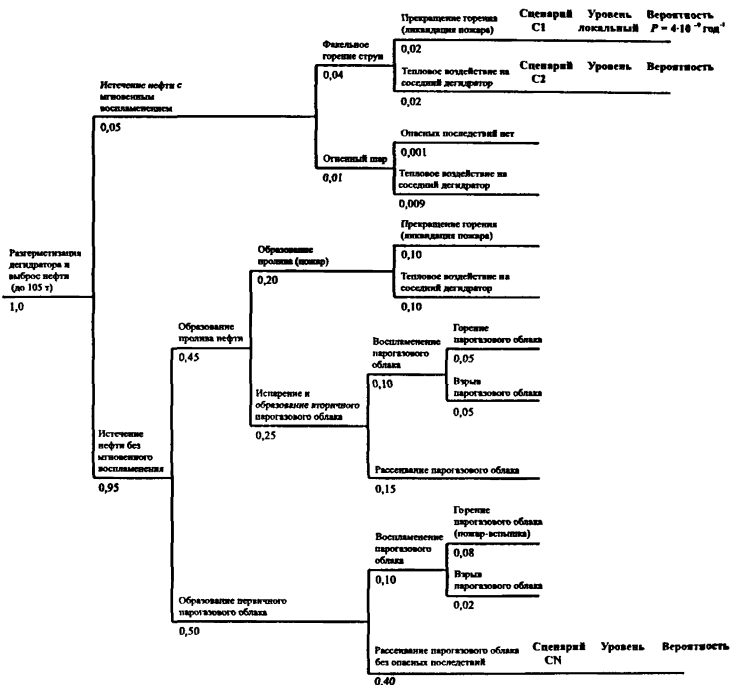 Прекращение горения
(ликвидация пожара)
Сценарий Уровень Вероятность
С1 локальный P = 4·10 ⁻⁹ год⁻¹
0,02
Факельное
горение струи
0,04
Тепловое воздействие на
соседний дегидратор
Сценарий Уровень Вероятность
С2
0,02
Истечение нефти с
мгновенным
воспламенением
0,05
Опасных последствий нет
0,001
Огненный шар
0,01
Тепловое воздействие на
соседний дегидратор
0,009
Прекращение горения
(ликвидация пожара)
0,10
Образование
пролива (пожар)
0,20
Тепловое воздействие на
соседний дегидратор
0,10
Разгерметизация
дегидратора и
выброс нефти
(до 105 т)
1,0
Образование
пролива нефти
0,45
Горение
парогазового облака
0,05
Воспламенение
парогазового
облака
0,10
Взрыв
парогазового облака
0,05
Испарение и
образование вторичного
парогазового облака
0,25
Рассеивание парогазового облака
0,15
Истечение
нефти без
мгновенного
воспламенения
0,95
Горение
парогазового облака
(пожар-вспышка)
0,08
Воспламенение
парогазового
облака
0,10
Взрыв
парогазового облака
0,02
Образование первичного
парогазового облака
0,50
Рассеивание парогазового облака
без опасных последствий
Сценарий Уровень Вероятность
CN
0,40